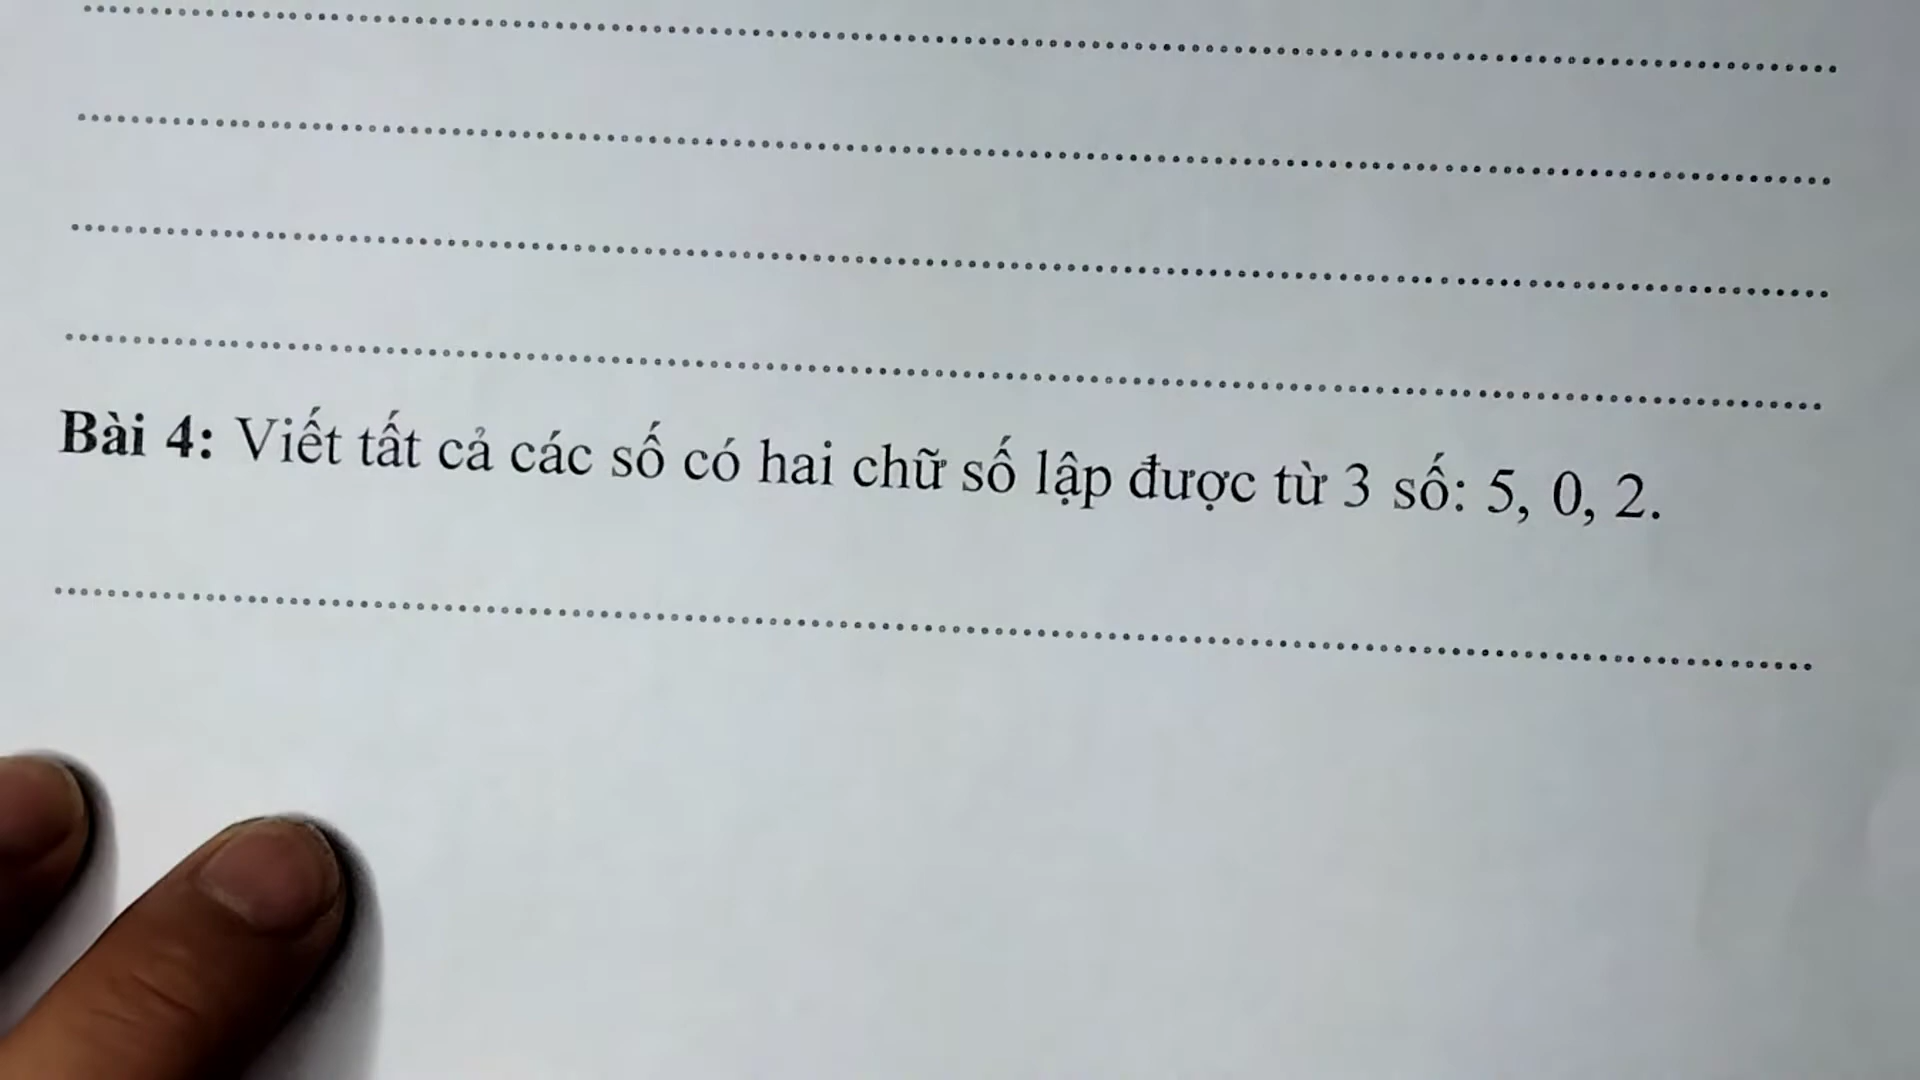 Bài 4: Viết tất cả các số có hai chữ số lập được từ 3 số: 5, 0, 2.